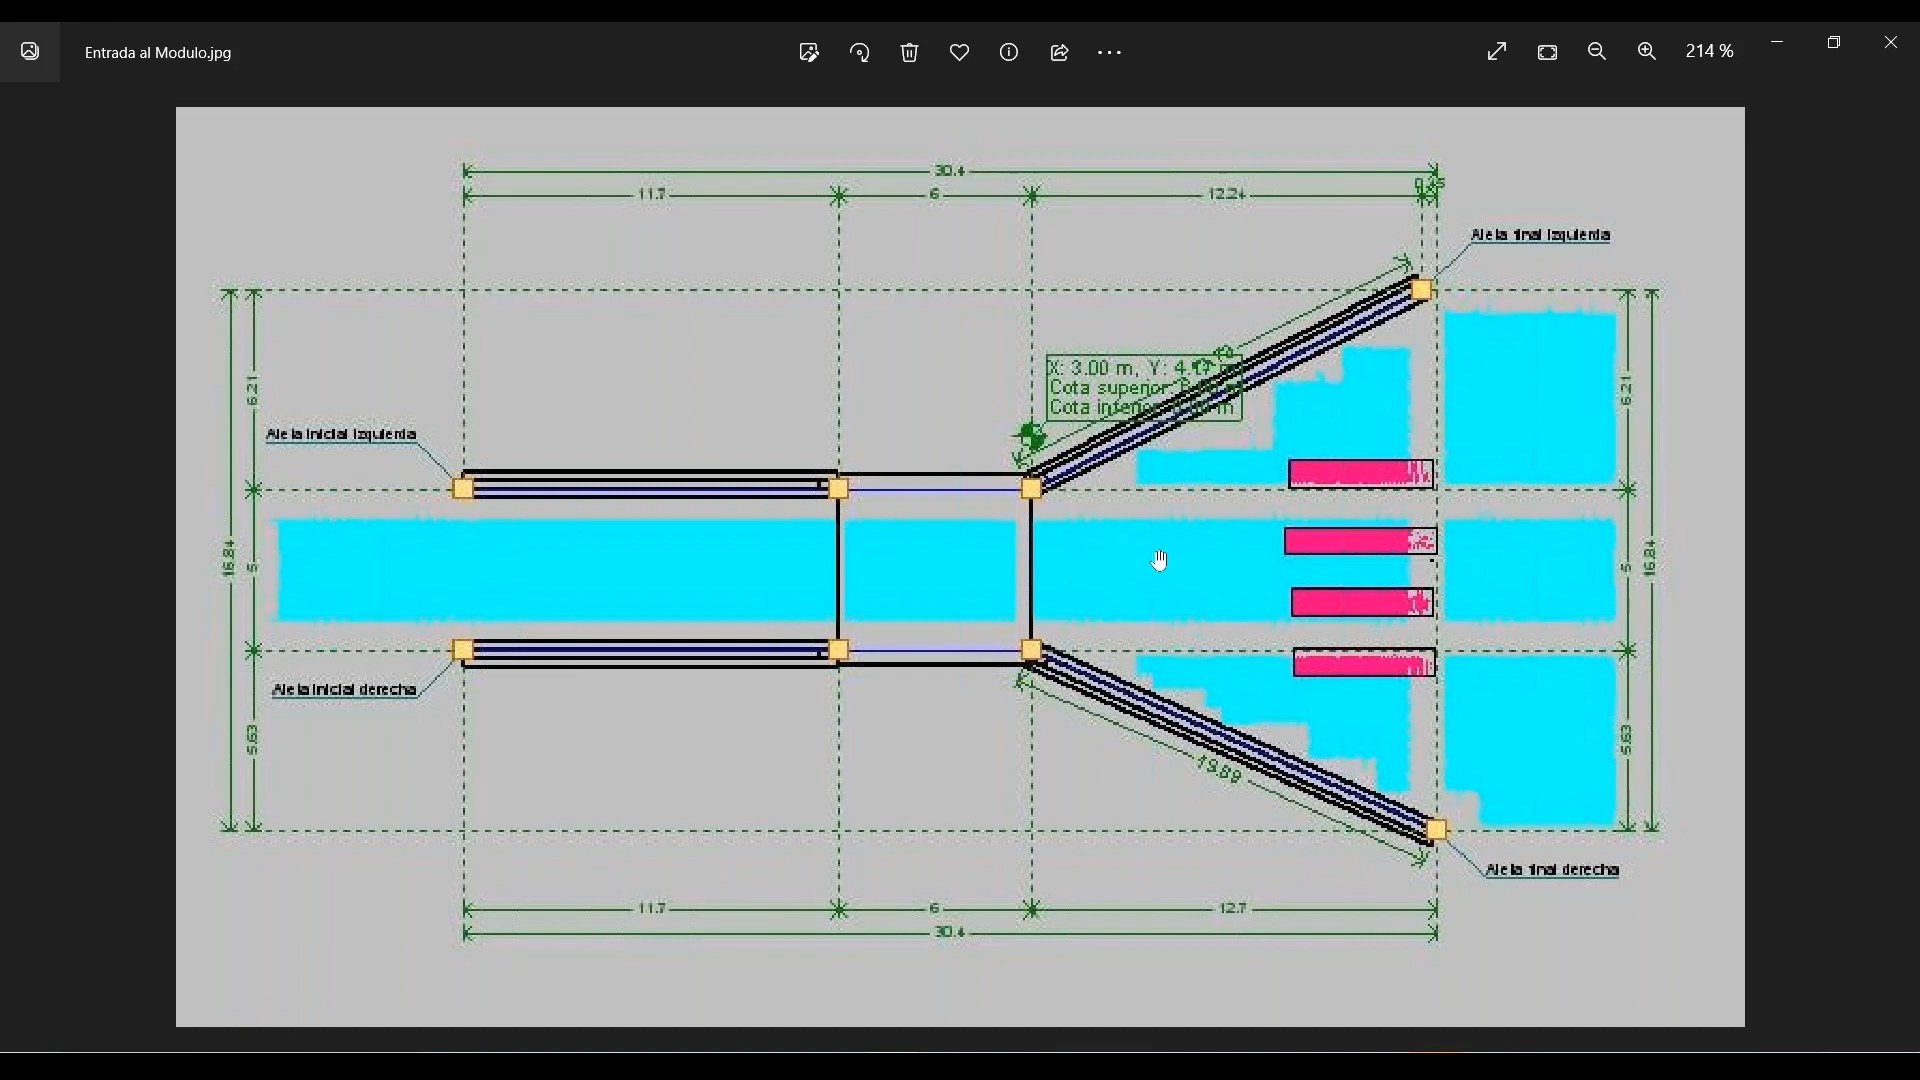 Entrada al Modulo.jpg
214 %
30.4
11.7
6
12.24
Aleta final izquierda
X: 3.00 m, Y: 4.17 m
Cota superior:
Cota inferior:
6.21
6.21
Aleta inicial izquierda
16.84
5
5
16.84
Aleta inicial derecha
5.63
5.63
13.89
Aleta final derecha
11.7
6
12.7
30.4